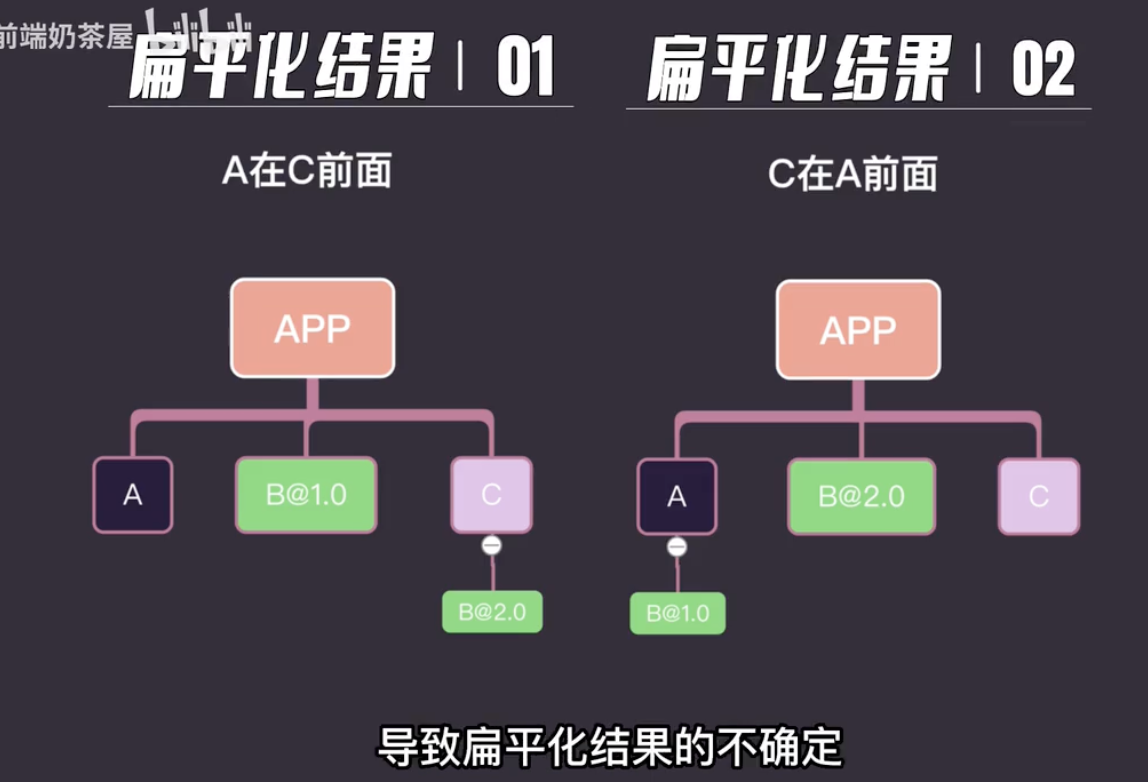 前端奶茶屋
扁平化结果 | 01
扁平化结果 | 02
A在C前面
C在A前面
APP
APP
A
B@1.0
C
A
B@2.0
C
B@2.0
B@1.0
导致扁平化结果的不确定